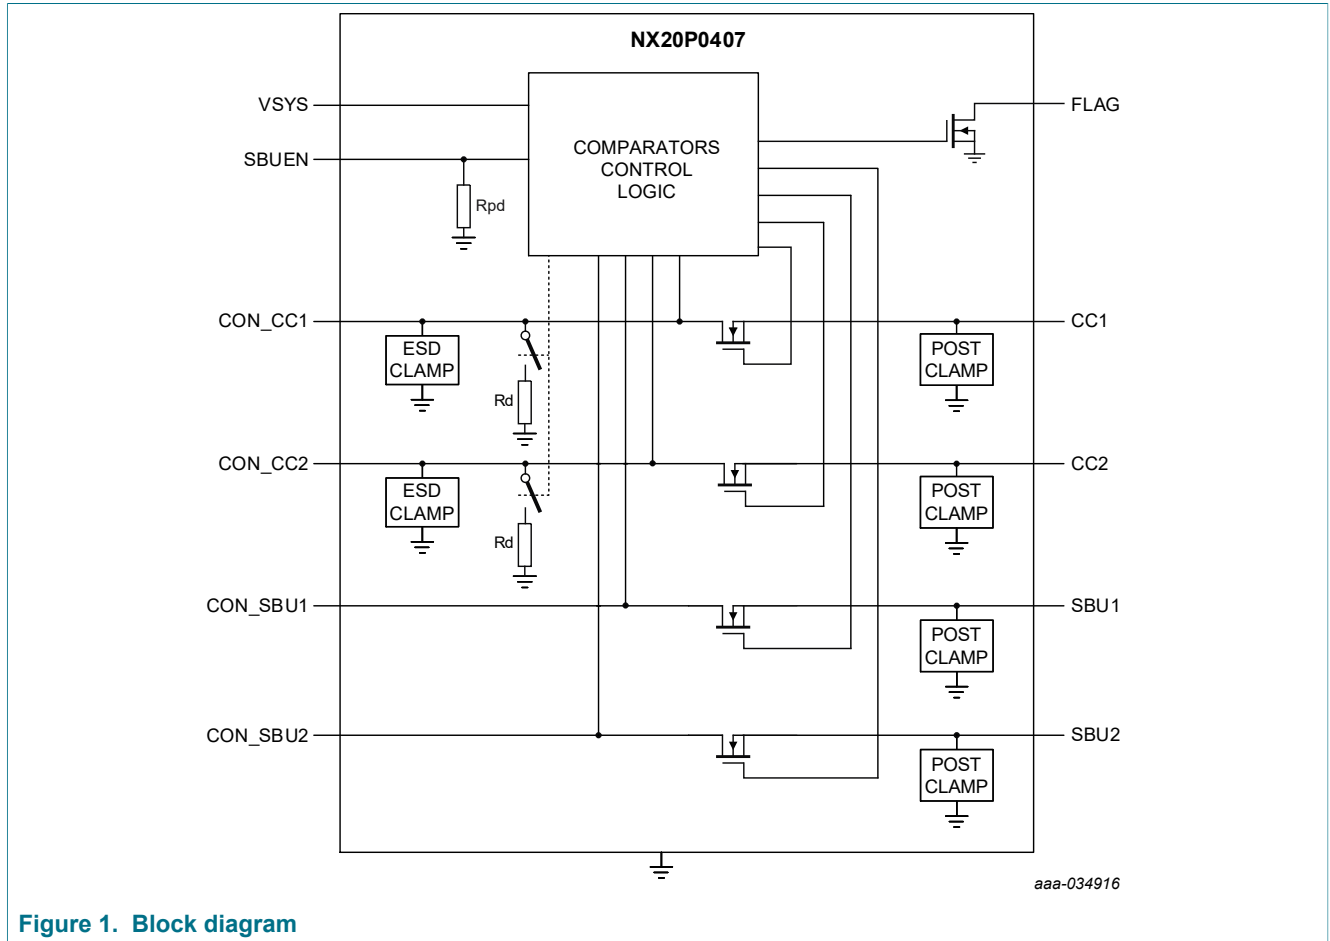 NX20P0407
VSYS
FLAG
SBUEN
COMPARATORS
CONTROL
LOGIC
Rpd
CON_CC1
CC1
ESD
CLAMP
POST
CLAMP
Rd
CON_CC2
CC2
ESD
CLAMP
POST
CLAMP
Rd
CON_SBU1
SBU1
POST
CLAMP
CON_SBU2
SBU2
POST
CLAMP
aaa-034916
Figure 1. Block diagram